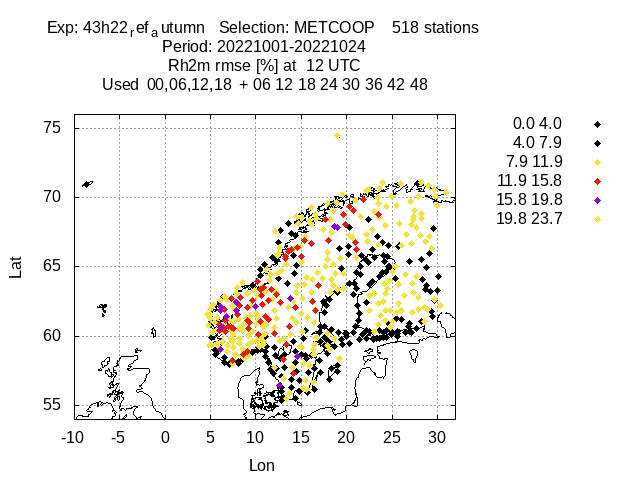 Exp: 43h22ref autumn   Selection: METCOOP    518 stations
Period: 20221001-20221024
Rh2m rmse [%] at  12 UTC
Used  00,06,12,18  + 06 12 18 24 30 36 42 48
0.0 4.0
4.0 7.9
7.9 11.9
11.9 15.8
15.8 19.8
19.8 23.7
75
70
65
60
55
Lat
-10 -5 0 5 10 15 20 25 30
Lon